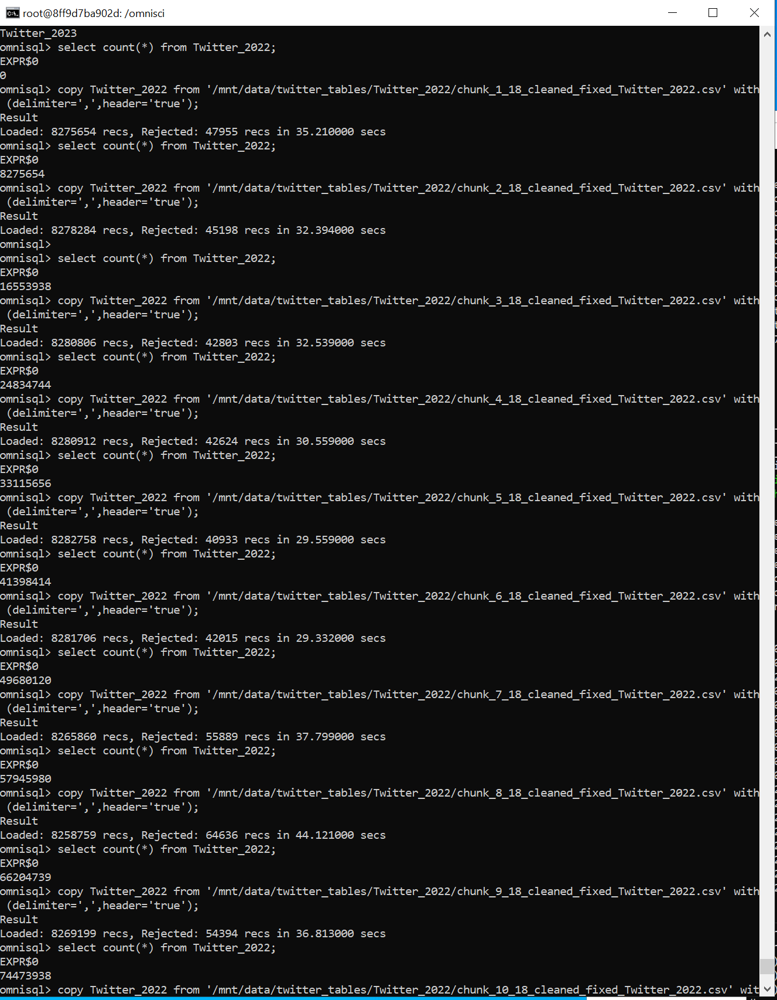 root@8ff9d7ba902d: /omnisci
Twitter_2023
omnisql> select count(*) from Twitter_2022;
EXPR$0
0
omnisql> copy Twitter_2022 from '/mnt/data/twitter_tables/Twitter_2022/chunk_1_18_cleaned_fixed_Twitter_2022.csv' with
 (delimiter=',',header='true');
Result
Loaded: 8275654 recs, Rejected: 47955 recs in 35.210000 secs
omnisql> select count(*) from Twitter_2022;
EXPR$0
8275654
omnisql> copy Twitter_2022 from '/mnt/data/twitter_tables/Twitter_2022/chunk_2_18_cleaned_fixed_Twitter_2022.csv' with
 (delimiter=',',header='true');
Result
Loaded: 8278284 recs, Rejected: 45198 recs in 32.394000 secs
omnisql>
omnisql> select count(*) from Twitter_2022;
EXPR$0
16553938
omnisql> copy Twitter_2022 from '/mnt/data/twitter_tables/Twitter_2022/chunk_3_18_cleaned_fixed_Twitter_2022.csv' with
 (delimiter=',',header='true');
Result
Loaded: 8280806 recs, Rejected: 42803 recs in 32.539000 secs
omnisql> select count(*) from Twitter_2022;
EXPR$0
24834744
omnisql> copy Twitter_2022 from '/mnt/data/twitter_tables/Twitter_2022/chunk_4_18_cleaned_fixed_Twitter_2022.csv' with
 (delimiter=',',header='true');
Result
Loaded: 8280912 recs, Rejected: 42624 recs in 30.559000 secs
omnisql> select count(*) from Twitter_2022;
EXPR$0
33115656
omnisql> copy Twitter_2022 from '/mnt/data/twitter_tables/Twitter_2022/chunk_5_18_cleaned_fixed_Twitter_2022.csv' with
 (delimiter=',',header='true');
Result
Loaded: 8282758 recs, Rejected: 40933 recs in 29.559000 secs
omnisql> select count(*) from Twitter_2022;
EXPR$0
41398414
omnisql> copy Twitter_2022 from '/mnt/data/twitter_tables/Twitter_2022/chunk_6_18_cleaned_fixed_Twitter_2022.csv' with
 (delimiter=',',header='true');
Result
Loaded: 8281706 recs, Rejected: 42015 recs in 29.332000 secs
omnisql> select count(*) from Twitter_2022;
EXPR$0
49680120
omnisql> copy Twitter_2022 from '/mnt/data/twitter_tables/Twitter_2022/chunk_7_18_cleaned_fixed_Twitter_2022.csv' with
 (delimiter=',',header='true');
Result
Loaded: 8265860 recs, Rejected: 55889 recs in 37.799000 secs
omnisql> select count(*) from Twitter_2022;
EXPR$0
57945980
omnisql> copy Twitter_2022 from '/mnt/data/twitter_tables/Twitter_2022/chunk_8_18_cleaned_fixed_Twitter_2022.csv' with
 (delimiter=',',header='true');
Result
Loaded: 8258759 recs, Rejected: 64636 recs in 44.121000 secs
omnisql> select count(*) from Twitter_2022;
EXPR$0
66204739
omnisql> copy Twitter_2022 from '/mnt/data/twitter_tables/Twitter_2022/chunk_9_18_cleaned_fixed_Twitter_2022.csv' with
 (delimiter=',',header='true');
Result
Loaded: 8269199 recs, Rejected: 54394 recs in 36.813000 secs
omnisql> select count(*) from Twitter_2022;
EXPR$0
74473938
omnisql> copy Twitter_2022 from '/mnt/data/twitter_tables/Twitter_2022/chunk_10_18_cleaned_fixed_Twitter_2022.csv' wit